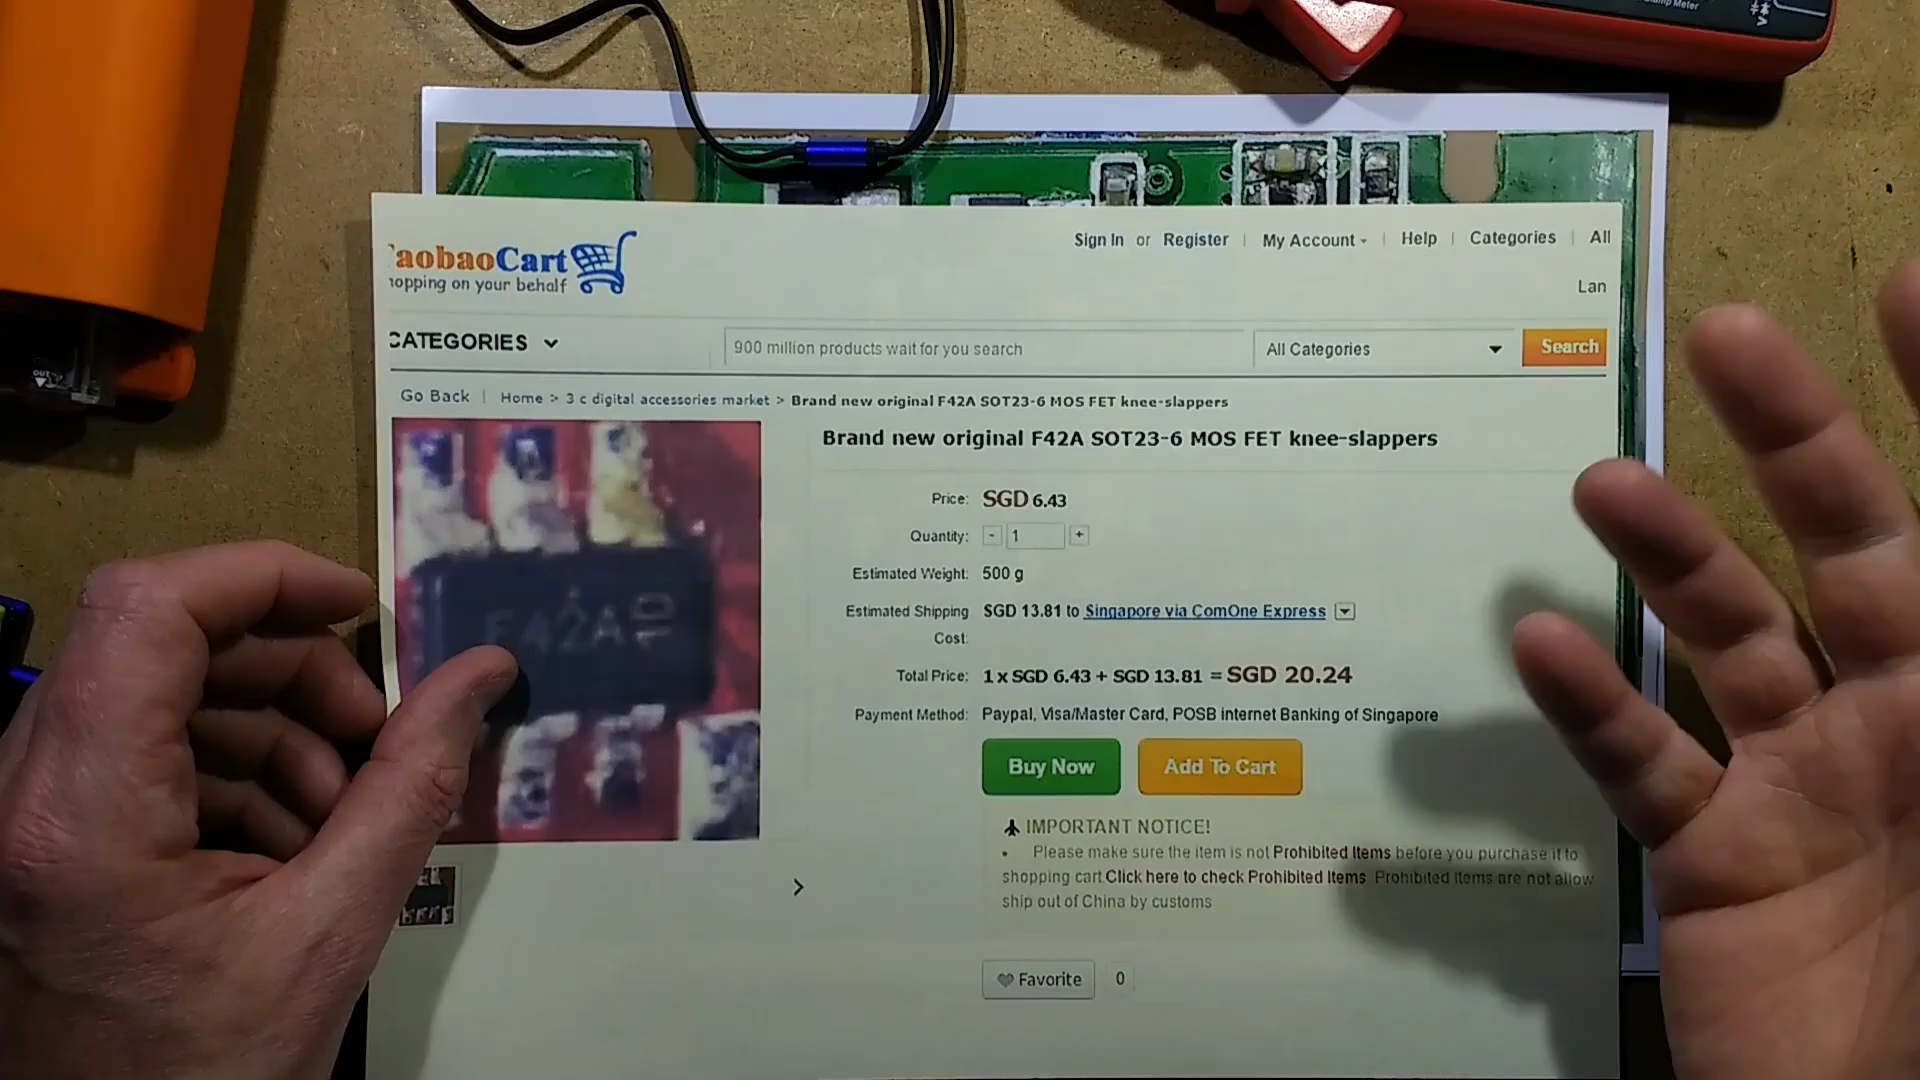 Clamp Meter
OUT
aobaoCart
hopping on your behalf
Sign In or Register | My Account | Help | Categories | All
Lan
CATEGORIES
900 million products wait for you search
All Categories
Search
Go Back | Home > 3 c digital accessories market > Brand new original F42A SOT23-6 MOS FET knee-slappers
Brand new original F42A SOT23-6 MOS FET knee-slappers
Price: SGD 6.43
Quantity: - 1 +
Estimated Weight: 500 g
Estimated Shipping Cost: SGD 13.81 to Singapore via ComOne Express
Total Price: 1 x SGD 6.43 + SGD 13.81 = SGD 20.24
Payment Method: Paypal, Visa/Master Card, POSB internet Banking of Singapore
F42A
Buy Now
Add To Cart
IMPORTANT NOTICE!
• Please make sure the item is not Prohibited Items before you purchase it to
shopping cart.Click here to check Prohibited Items. Prohibited Items are not allow
ship out of China by customs
Favorite 0